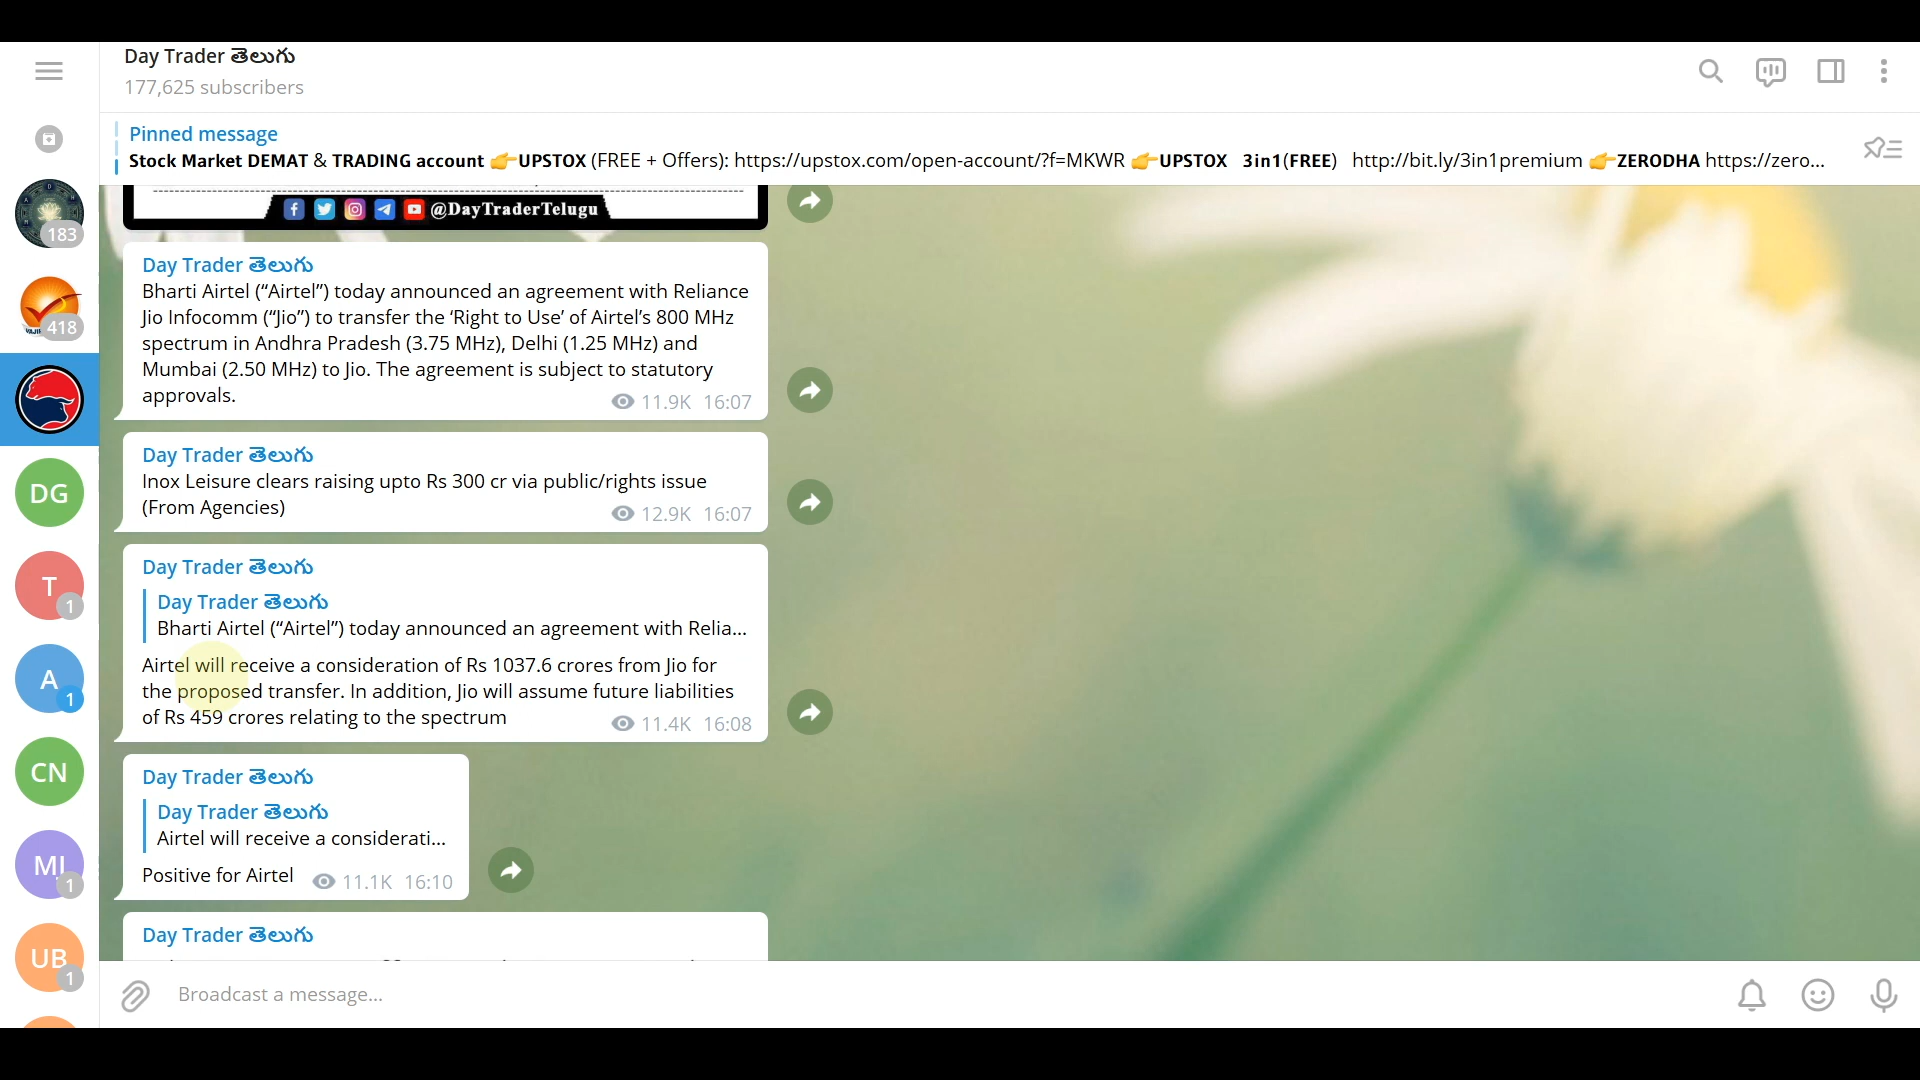 Day Trader తెలుగు
177,625 subscribers
Pinned message
Stock Market DEMAT & TRADING account 👉UPSTOX (FREE + Offers): https://upstox.com/open-account/?f=MKWR 👉UPSTOX 3in1(FREE) http://bit.ly/3in1premium 👉ZERODHA https://zero...
@DayTraderTelugu
Day Trader తెలుగు
Bharti Airtel (“Airtel”) today announced an agreement with Reliance
Jio Infocomm (“Jio”) to transfer the ‘Right to Use’ of Airtel’s 800 MHz
spectrum in Andhra Pradesh (3.75 MHz), Delhi (1.25 MHz) and
Mumbai (2.50 MHz) to Jio. The agreement is subject to statutory
approvals.
11.9K 16:07
Day Trader తెలుగు
Inox Leisure clears raising upto Rs 300 cr via public/rights issue
(From Agencies)
12.9K 16:07
Day Trader తెలుగు
Day Trader తెలుగు
Bharti Airtel (“Airtel”) today announced an agreement with Relia...
Airtel will receive a consideration of Rs 1037.6 crores from Jio for
the proposed transfer. In addition, Jio will assume future liabilities
of Rs 459 crores relating to the spectrum
11.4K 16:08
Day Trader తెలుగు
Day Trader తెలుగు
Airtel will receive a considerati...
Positive for Airtel
11.1K 16:10
Day Trader తెలుగు
Broadcast a message...
183
418
DG
T
1
A
1
CN
MI
1
UB
1